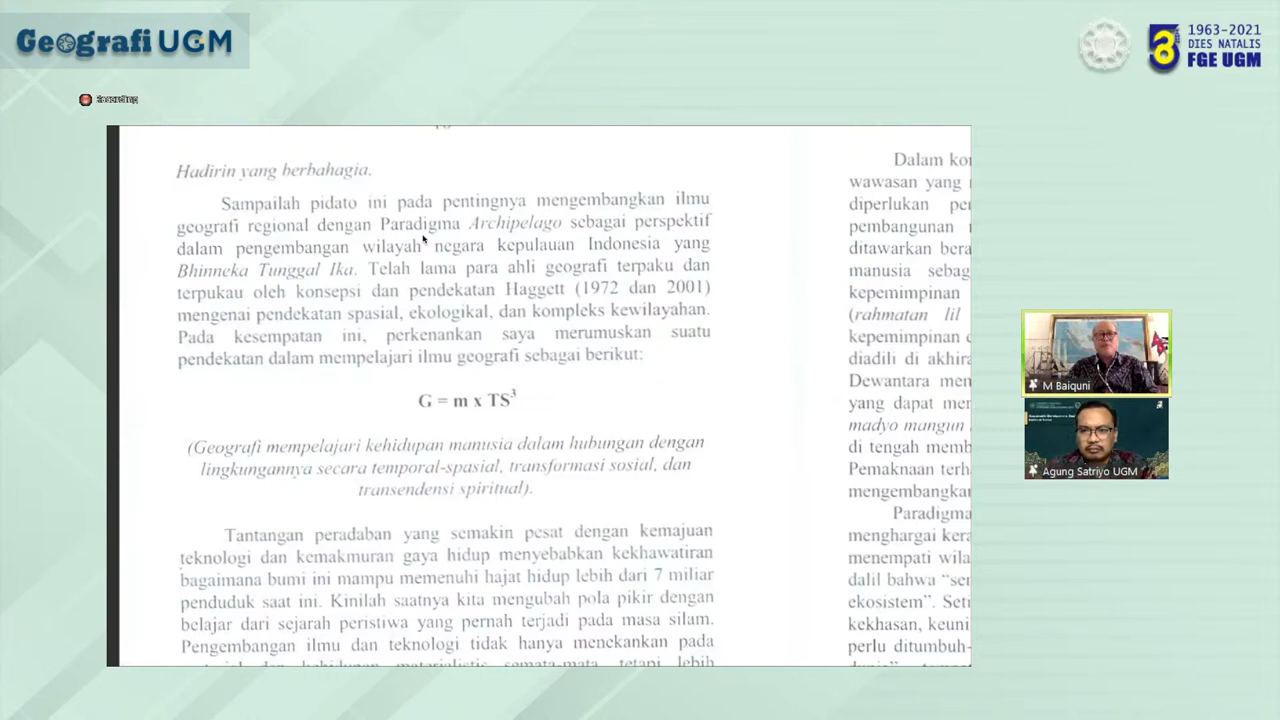 Geografi UGM
1963-2021
DIES NATALIS
FGE UGM
Recording
Hadirin yang berbahagia.
Sampailah pidato ini pada pentingnya mengembangkan ilmu
geografi regional dengan Paradigma Archipelago sebagai perspektif
dalam pengembangan wilayah negara kepulauan Indonesia yang
Bhinneka Tunggal Ika. Telah lama para ahli geografi terpaku dan
terpukau oleh konsepsi dan pendekatan Haggett (1972 dan 2001)
mengenai pendekatan spasial, ekologikal, dan kompleks kewilayahan.
Pada kesempatan ini, perkenankan saya merumuskan suatu
pendekatan dalam mempelajari ilmu geografi sebagai berikut:
G = m x TS³
(Geografi mempelajari kehidupan manusia dalam hubungan dengan
lingkungannya secara temporal-spasial, transformasi sosial, dan
transendensi spiritual).
Tantangan peradaban yang semakin pesat dengan kemajuan
teknologi dan kemakmuran gaya hidup menyebabkan kekhawatiran
bagaimana bumi ini mampu memenuhi hajat hidup lebih dari 7 miliar
penduduk saat ini. Kinilah saatnya kita mengubah pola pikir dengan
belajar dari sejarah peristiwa yang pernah terjadi pada masa silam.
Pengembangan ilmu dan teknologi tidak hanya menekankan pada
semata-mata, tetapi lebih
Dalam
wawasan yang
diperlukan
pembangunan
ditawarkan
manusia
kepemimpinan
(rahmatan lil
kepemimpinan
diadili di
Dewantara
yang dapat
madyo mangun
di tengah
Pemaknaan
mengembangkan
Paradigma
menghargai
menempati
dalil bahwa
ekosistem”.
kekhasan,
perlu
M Baiquni
Agung Satriyo UGM